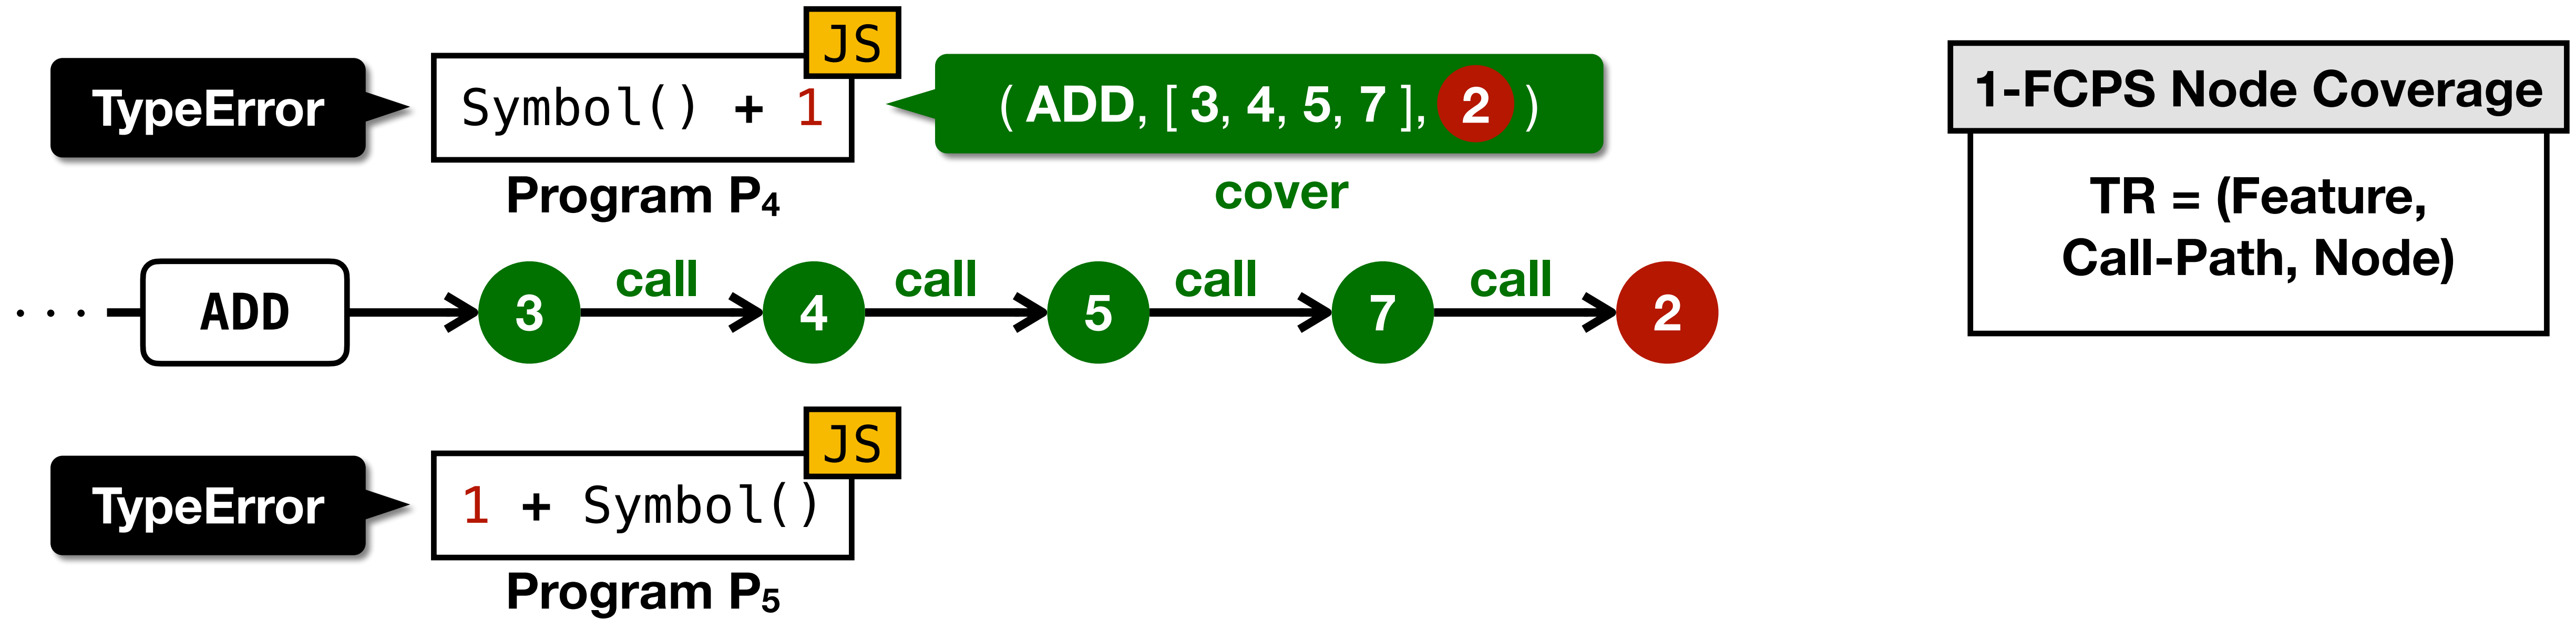 JS
TypeError
Symbol() + 1
( ADD, [ 3, 4, 5, 7 ], 2 )
1-FCPS Node Coverage
Program P₄
cover
TR = (Feature,
Call-Path, Node)
· · · ADD 3 call 4 call 5 call 7 call 2
JS
TypeError
1 + Symbol()
Program P₅